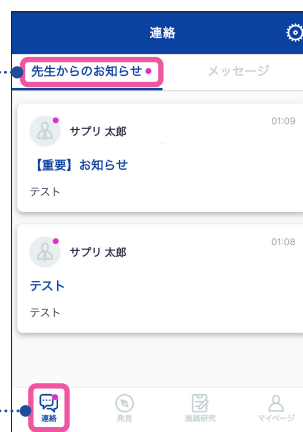 連絡
先生からのお知らせ
メッセージ
サプリ 太郎
01:09
【重要】お知らせ
テスト
サプリ 太郎
01:08
テスト
テスト
連絡
発見
進路研究
マイページ